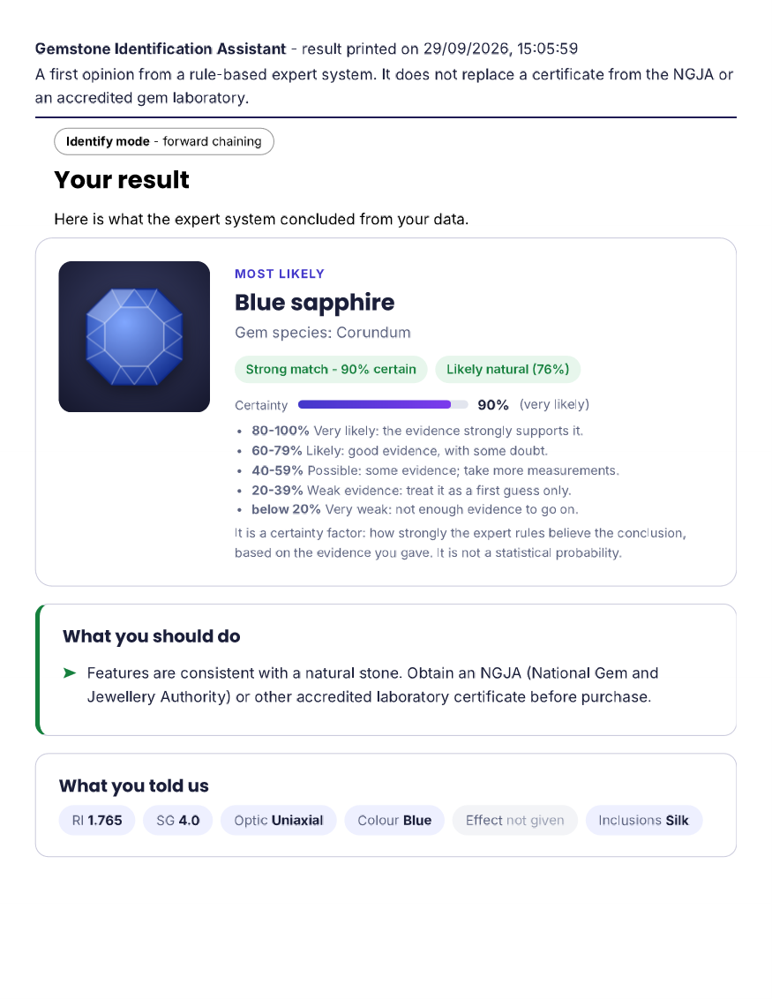 Gemstone Identification Assistant - result printed on 29/09/2026, 15:05:59
A first opinion from a rule-based expert system. It does not replace a certificate from the NGJA or
an accredited gem laboratory.
Identify mode - forward chaining
Your result
Here is what the expert system concluded from your data.
MOST LIKELY
Blue sapphire
Gem species: Corundum
Strong match - 90% certain Likely natural (76%)
Certainty 90% (very likely)
• 80-100% Very likely: the evidence strongly supports it.
• 60-79% Likely: good evidence, with some doubt.
• 40-59% Possible: some evidence; take more measurements.
• 20-39% Weak evidence: treat it as a first guess only.
• below 20% Very weak: not enough evidence to go on.
It is a certainty factor: how strongly the expert rules believe the conclusion,
based on the evidence you gave. It is not a statistical probability.
What you should do
➤ Features are consistent with a natural stone. Obtain an NGJA (National Gem and
Jewellery Authority) or other accredited laboratory certificate before purchase.
What you told us
RI 1.765 SG 4.0 Optic Uniaxial Colour Blue Effect not given Inclusions Silk